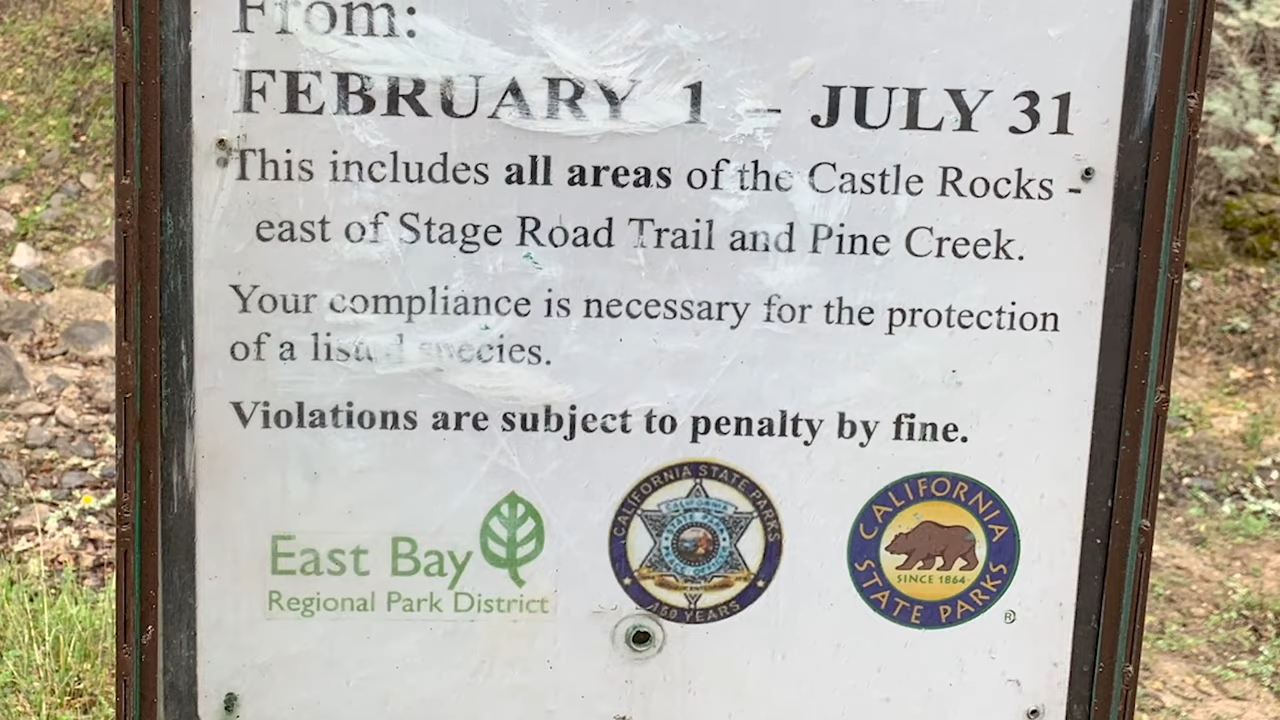 From:
FEBRUARY 1 – JULY 31
This includes all areas of the Castle Rocks -
east of Stage Road Trail and Pine Creek.
Your compliance is necessary for the protection
of a listed species.
Violations are subject to penalty by fine.
East Bay
Regional Park District
CALIFORNIA STATE PARKS
150 YEARS
CALIFORNIA
STATE PARKS
SINCE 1864
®